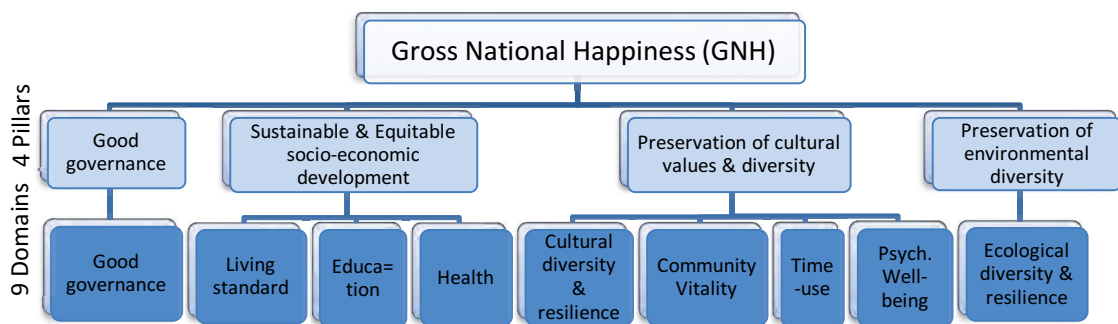 Gross National Happiness (GNH)
4 Pillars
Good
governance
Sustainable & Equitable
socio-economic
development
Preservation of cultural
values & diversity
Preservation of
environmental
diversity
9 Domains
Good
governance
Living
standard
Educa=
tion
Health
Cultural
diversity
&
resilience
Community
Vitality
Time
-use
Psych.
Well-
being
Ecological
diversity &
resilience